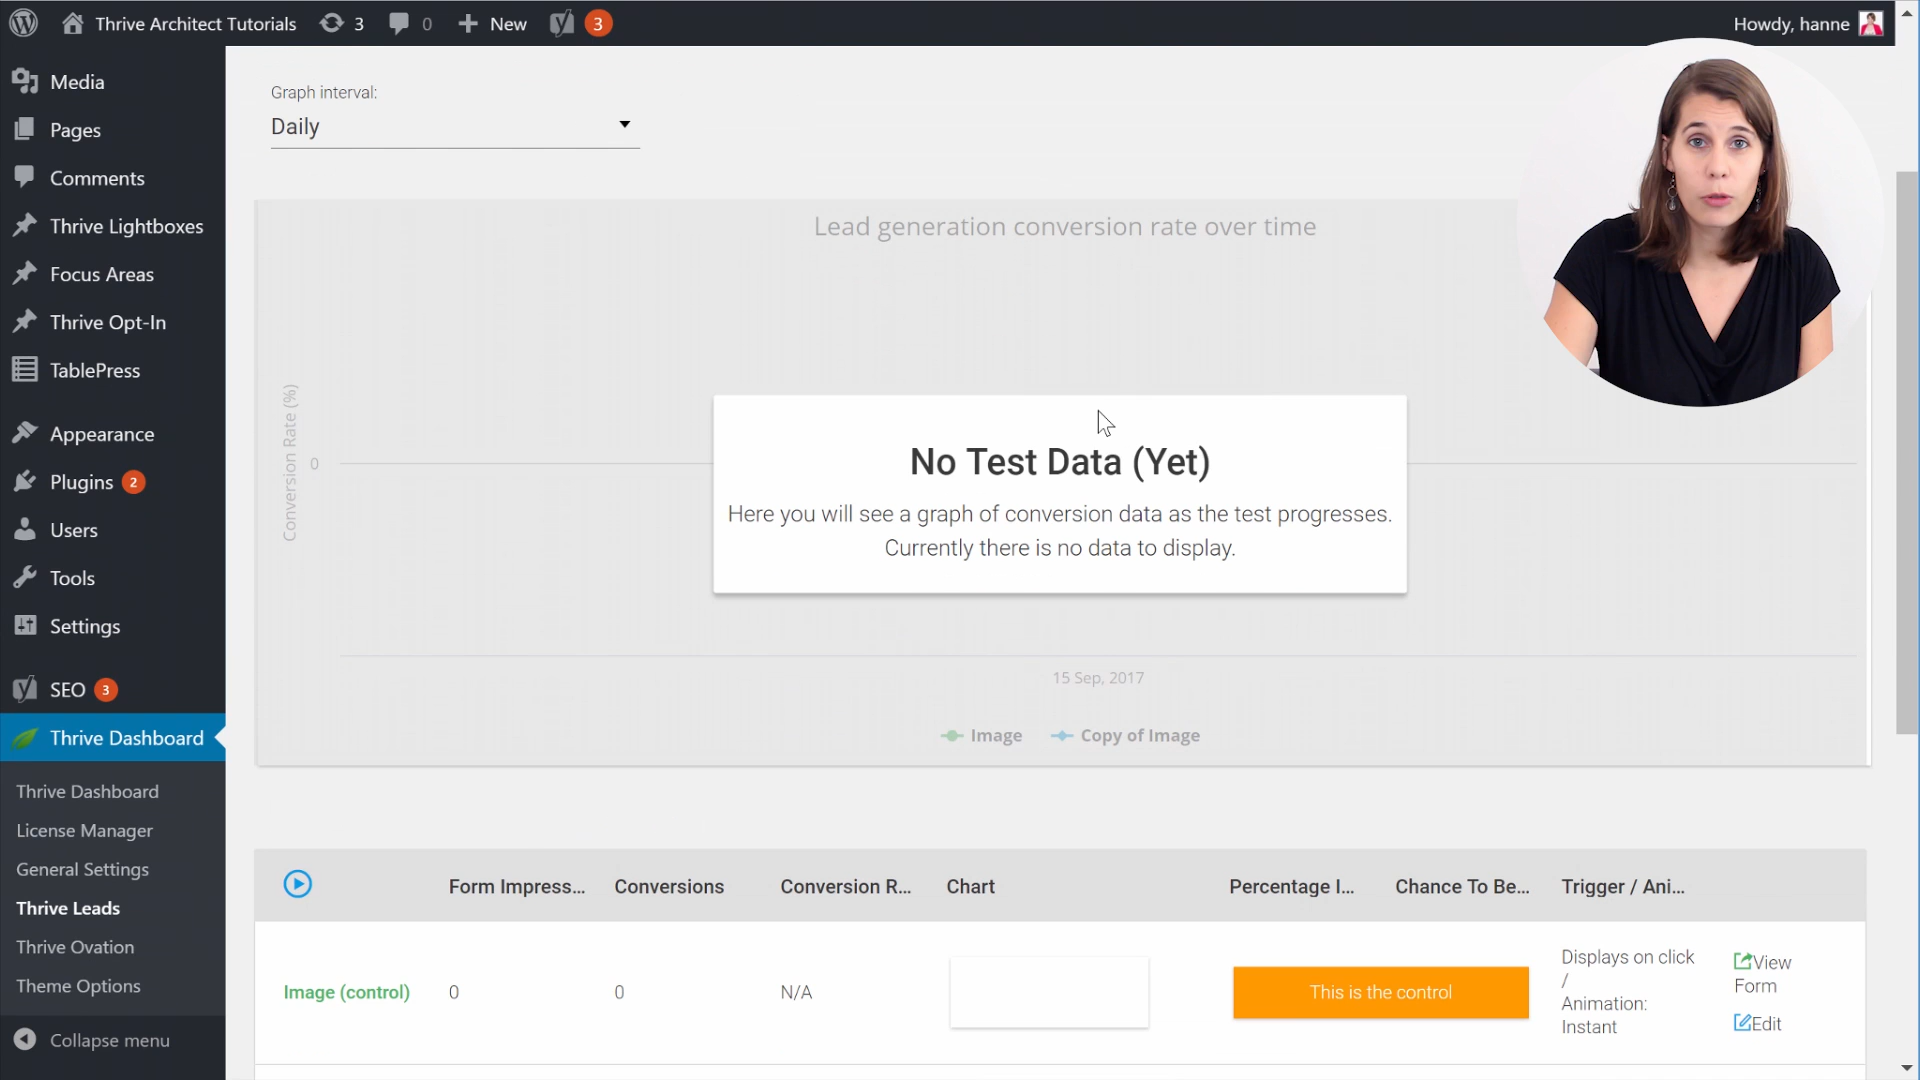 Thrive Architect Tutorials 3 0 New 3 Howdy, hanne
Media
Pages
Comments
Thrive Lightboxes
Focus Areas
Thrive Opt-In
TablePress
Appearance
Plugins 2
Users
Tools
Settings
SEO 3
Thrive Dashboard
Thrive Dashboard
License Manager
General Settings
Thrive Leads
Thrive Ovation
Theme Options
Collapse menu
Graph interval:
Daily
Lead generation conversion rate over time
Conversion Rate (%)
0
No Test Data (Yet)
Here you will see a graph of conversion data as the test progresses.
Currently there is no data to display.
15 Sep, 2017
Image Copy of Image
Form Impress... Conversions Conversion R... Chart Percentage I... Chance To Be... Trigger / Ani...
Image (control) 0 0 N/A This is the control
Displays on click
/
Animation:
Instant
View
Form
Edit